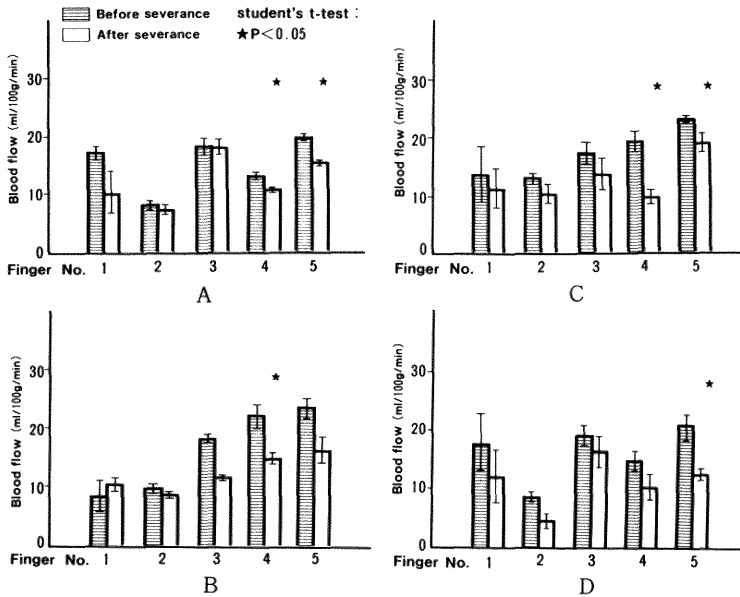 Before severance student's t-test :
After severance ★P<0.05
Blood flow (ml/100g/min)
30
20
10
0
Finger No. 1 2 3 4 5
★ ★
A
Blood flow (ml/100g/min)
30
20
10
0
Finger No. 1 2 3 4 5
★ ★
C
Blood flow (ml/100g/min)
30
20
10
0
Finger No. 1 2 3 4 5
★
B
Blood flow (ml/100g/min)
30
20
10
0
Finger No. 1 2 3 4 5
★
D